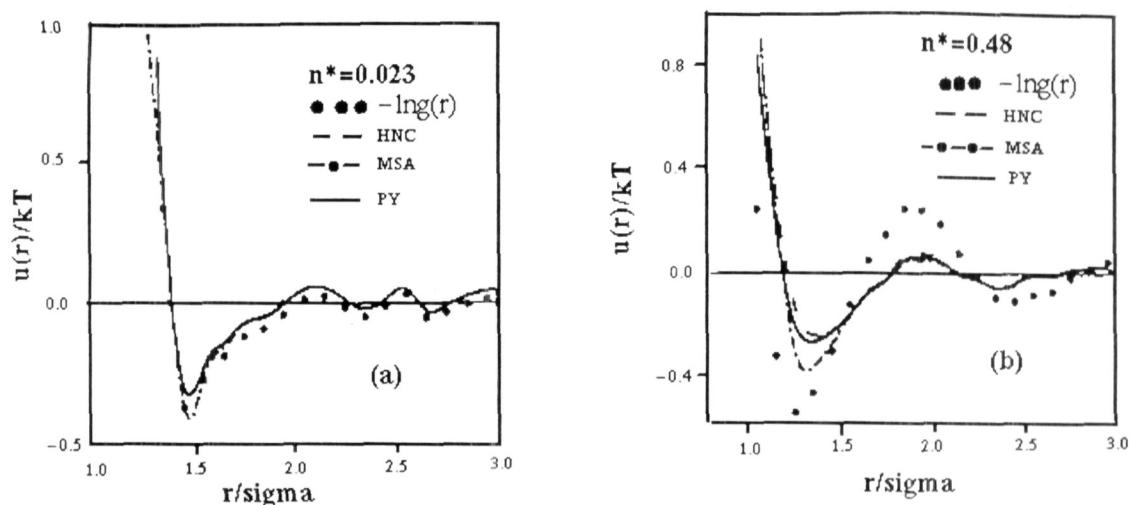 1.0
0.5
0.0
−0.5
u(r)/kT
n*=0.023
−lng(r)
HNC
MSA
PY
(a)
1.0
1.5
2.0
2.5
3.0
r/sigma
0.8
0.4
0.0
−0.4
u(r)/kT
n*=0.48
−lng(r)
HNC
MSA
PY
(b)
1.0
1.5
2.0
2.5
3.0
r/sigma